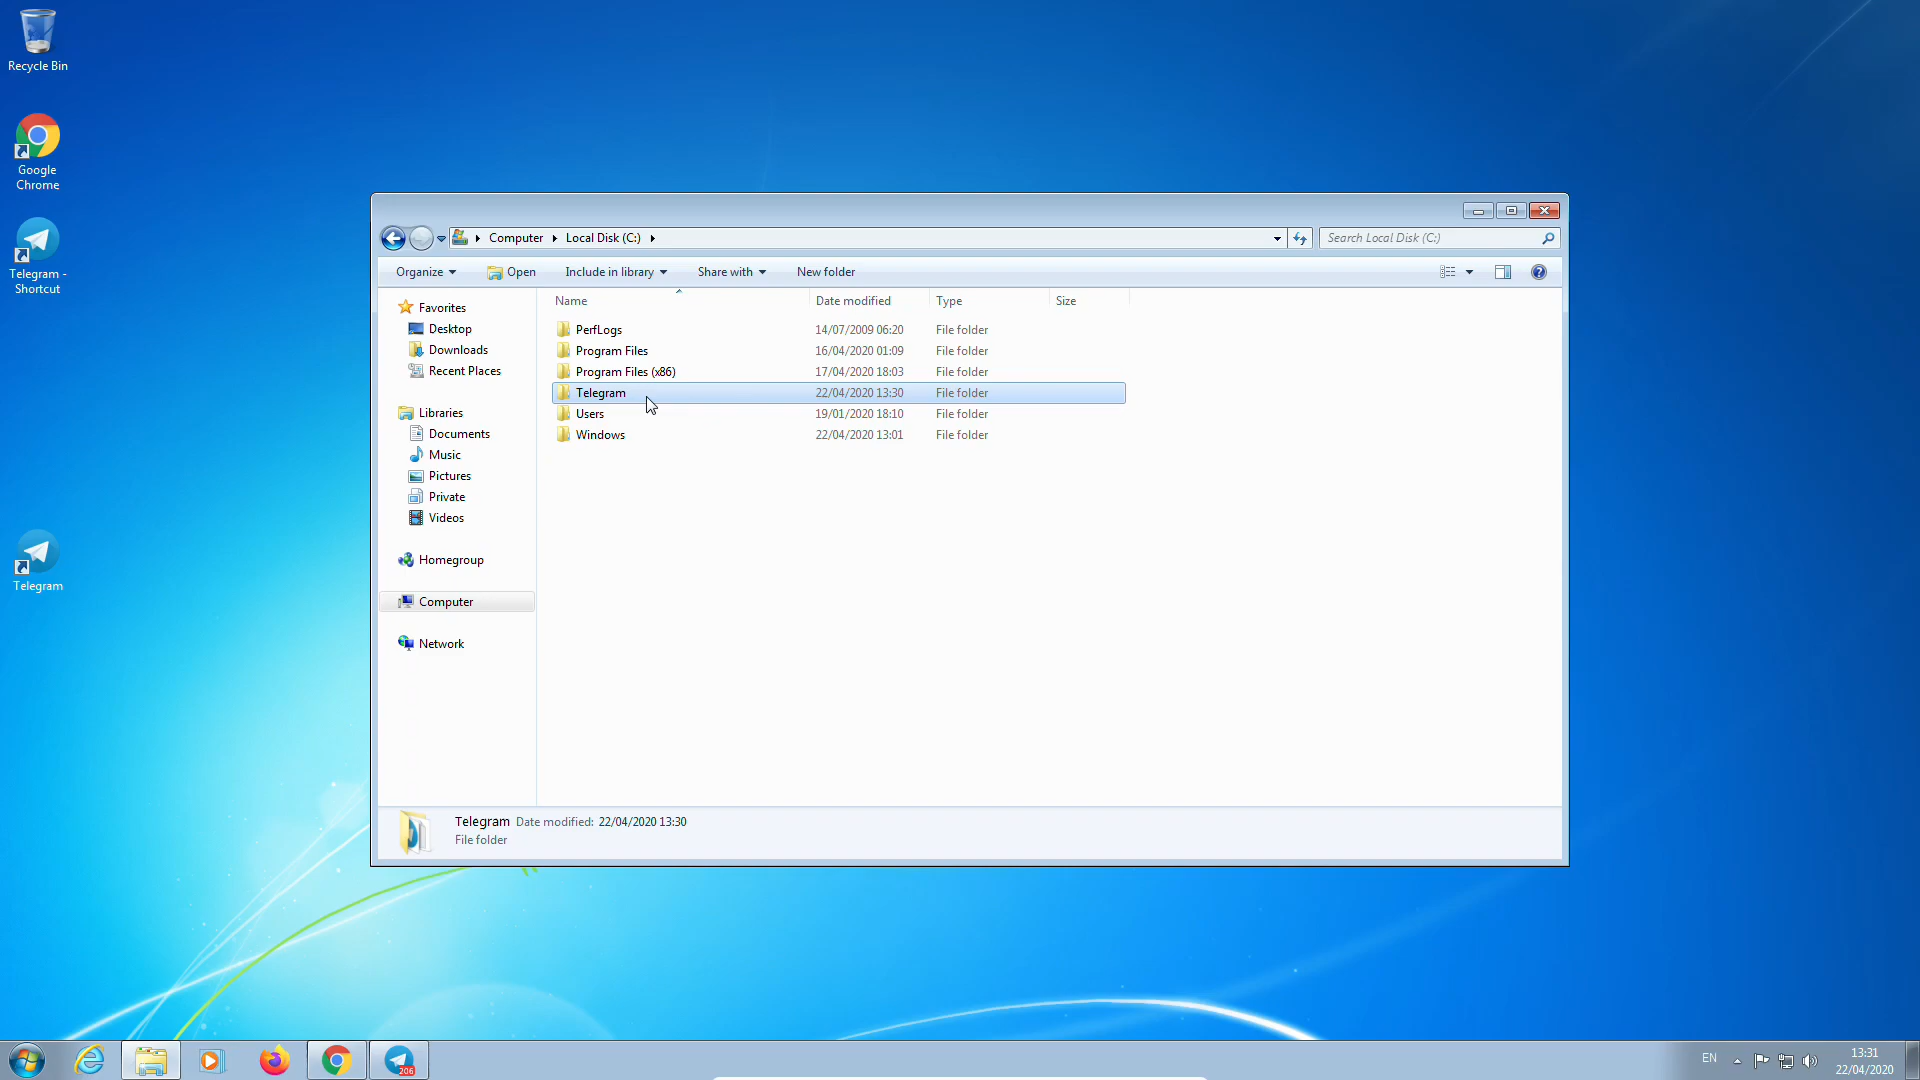 Recycle Bin
Google
Chrome
Telegram -
Shortcut
Telegram
Computer
Local Disk (C:)
Search Local Disk (C:)
Organize
Open
Include in library
Share with
New folder
Favorites
Desktop
Downloads
Recent Places
Libraries
Documents
Music
Pictures
Private
Videos
Homegroup
Computer
Network
Name Date modified Type Size
PerfLogs 14/07/2009 06:20 File folder
Program Files 16/04/2020 01:09 File folder
Program Files (x86) 17/04/2020 18:03 File folder
Telegram 22/04/2020 13:30 File folder
Users 19/01/2020 18:10 File folder
Windows 22/04/2020 13:01 File folder
Telegram Date modified: 22/04/2020 13:30
File folder
206
EN
13:31
22/04/2020